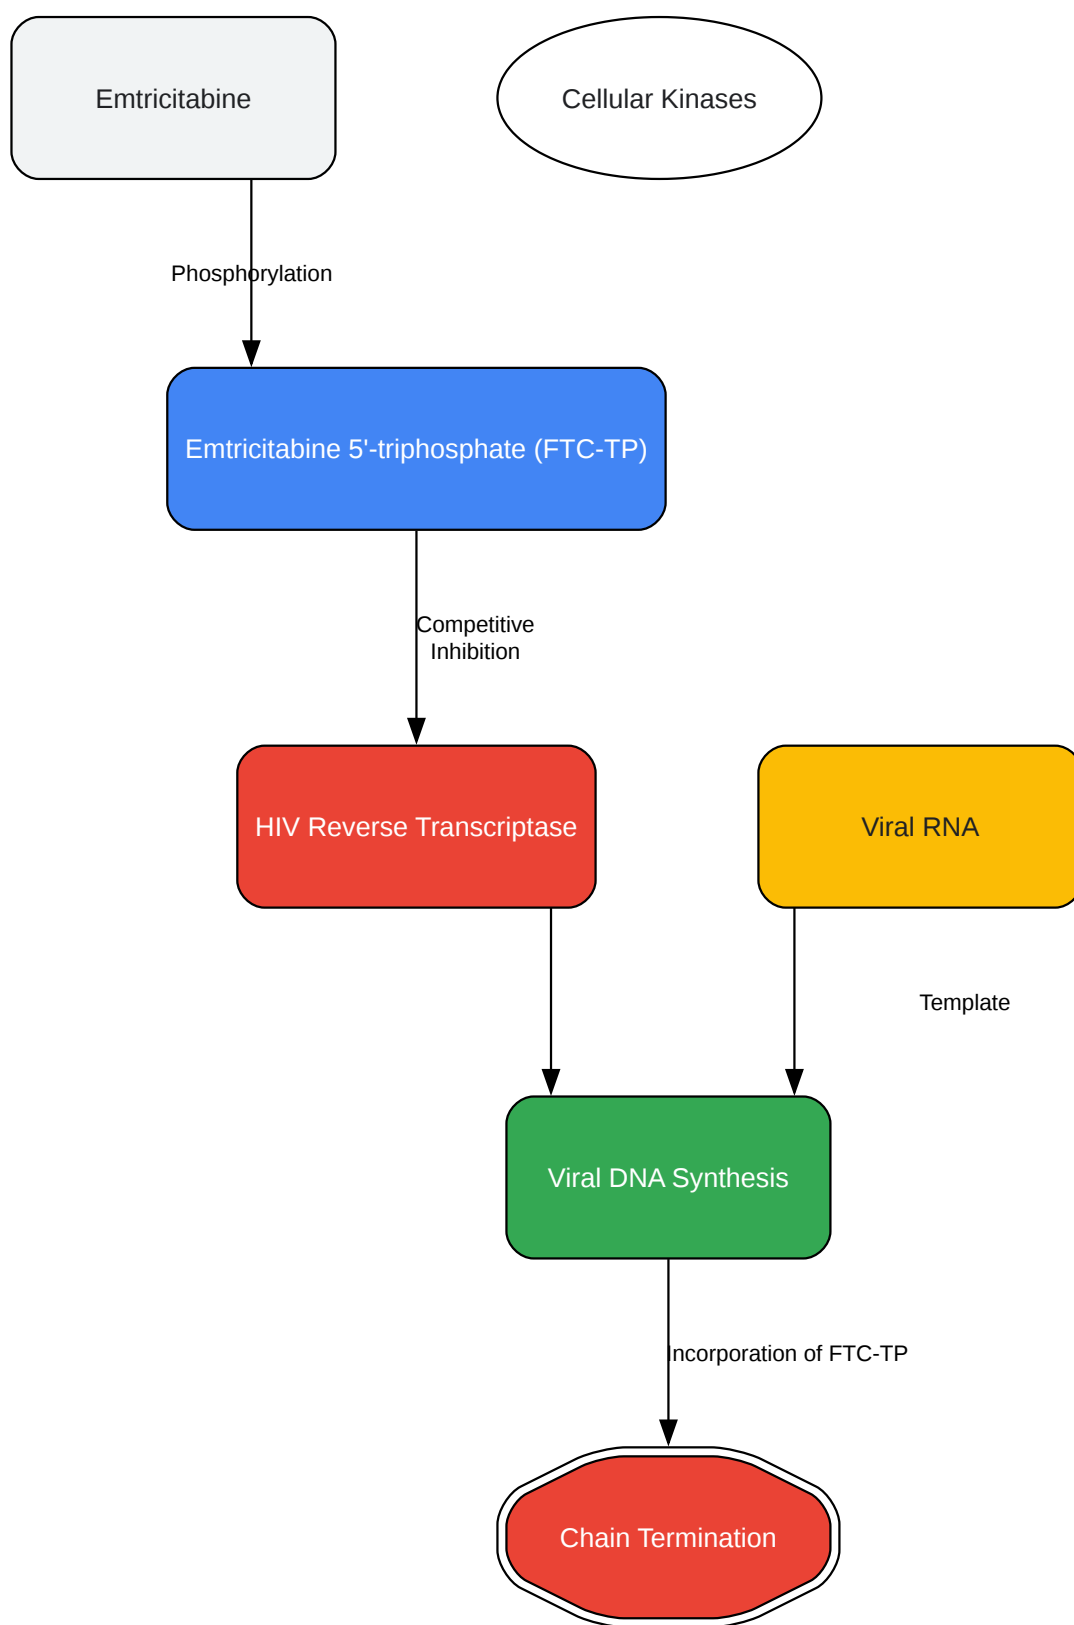 Emtricitabine
Cellular Kinases
Phosphorylation
Emtricitabine 5'-triphosphate (FTC-TP)
Competitive
Inhibition
HIV Reverse Transcriptase
Viral RNA
Template
Viral DNA Synthesis
Incorporation of FTC-TP
Chain Termination